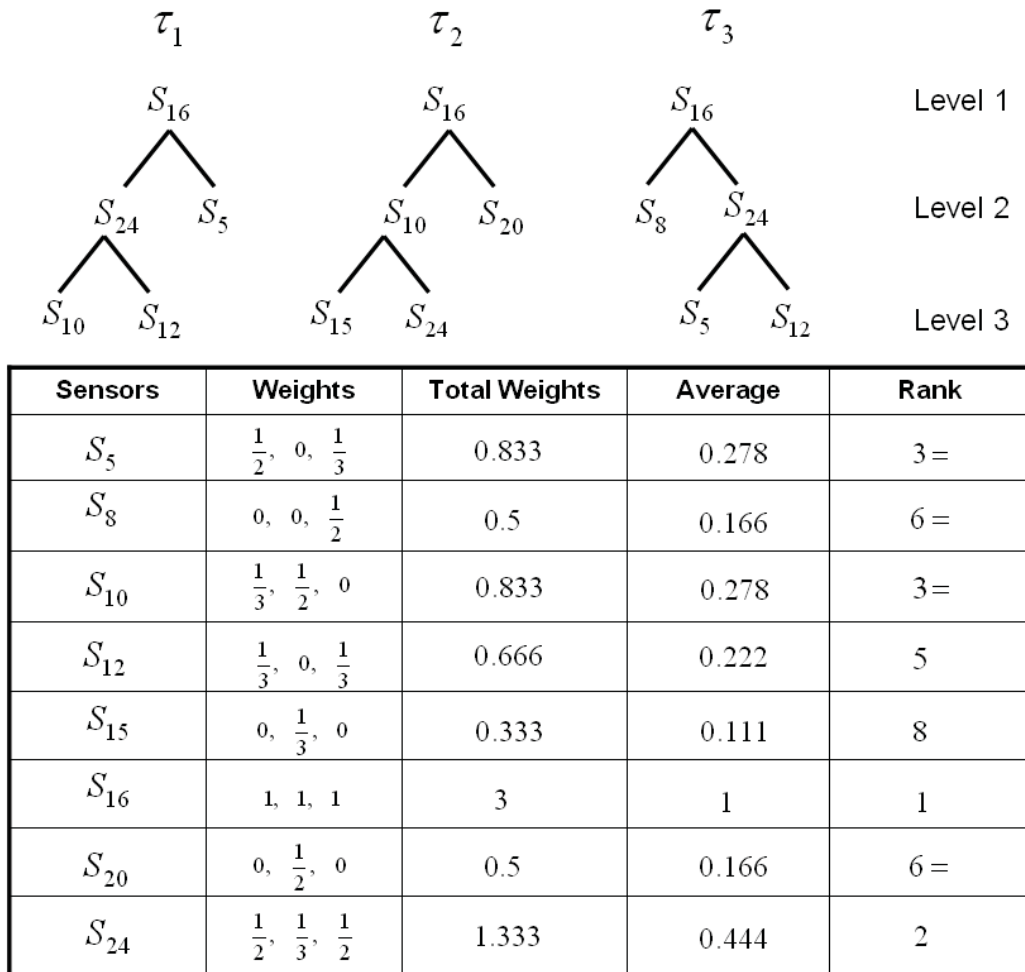 τ₁ τ₂ τ₃
S₁₆ S₁₆ S₁₆ Level 1
S₂₄ S₅ S₁₀ S₂₀ S₈ S₂₄ Level 2
S₁₀ S₁₂ S₁₅ S₂₄ S₅ S₁₂ Level 3
Sensors Weights Total Weights Average Rank
S₅ 1/2, 0, 1/3 0.833 0.278 3 =
S₈ 0, 0, 1/2 0.5 0.166 6 =
S₁₀ 1/3, 1/2, 0 0.833 0.278 3 =
S₁₂ 1/3, 0, 1/3 0.666 0.222 5
S₁₅ 0, 1/3, 0 0.333 0.111 8
S₁₆ 1, 1, 1 3 1 1
S₂₀ 0, 1/2, 0 0.5 0.166 6 =
S₂₄ 1/2, 1/3, 1/2 1.333 0.444 2